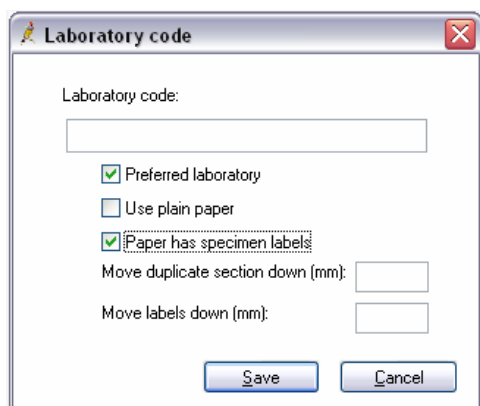 Laboratory code
Laboratory code:
Preferred laboratory
Use plain paper
Paper has specimen labels
Move duplicate section down (mm):
Move labels down (mm):
Save Cancel